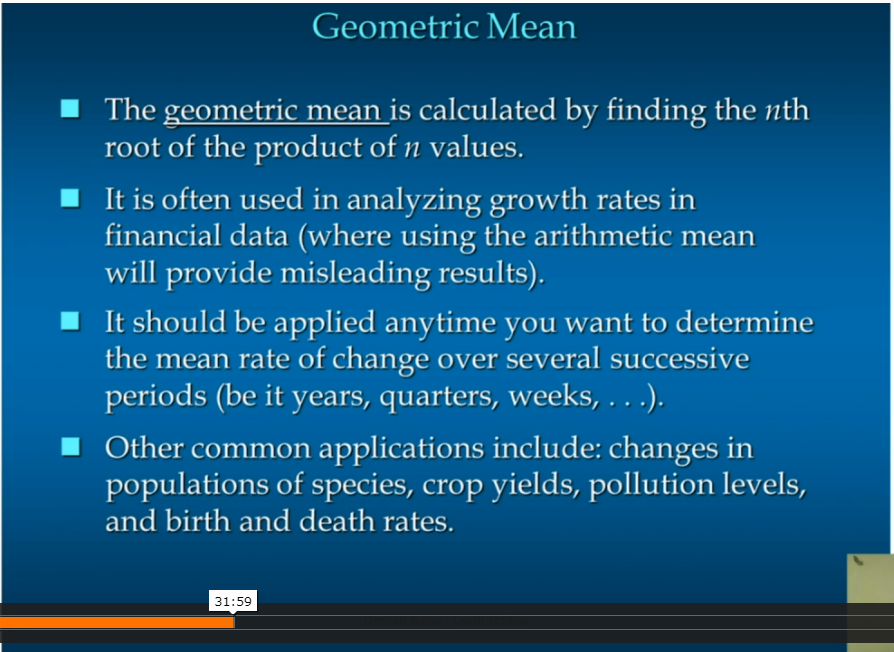 Geometric Mean
The geometric mean is calculated by finding the nth
root of the product of n values.
It is often used in analyzing growth rates in
financial data (where using the arithmetic mean
will provide misleading results).
It should be applied anytime you want to determine
the mean rate of change over several successive
periods (be it years, quarters, weeks, . . .).
Other common applications include: changes in
populations of species, crop yields, pollution levels,
and birth and death rates.
31:59